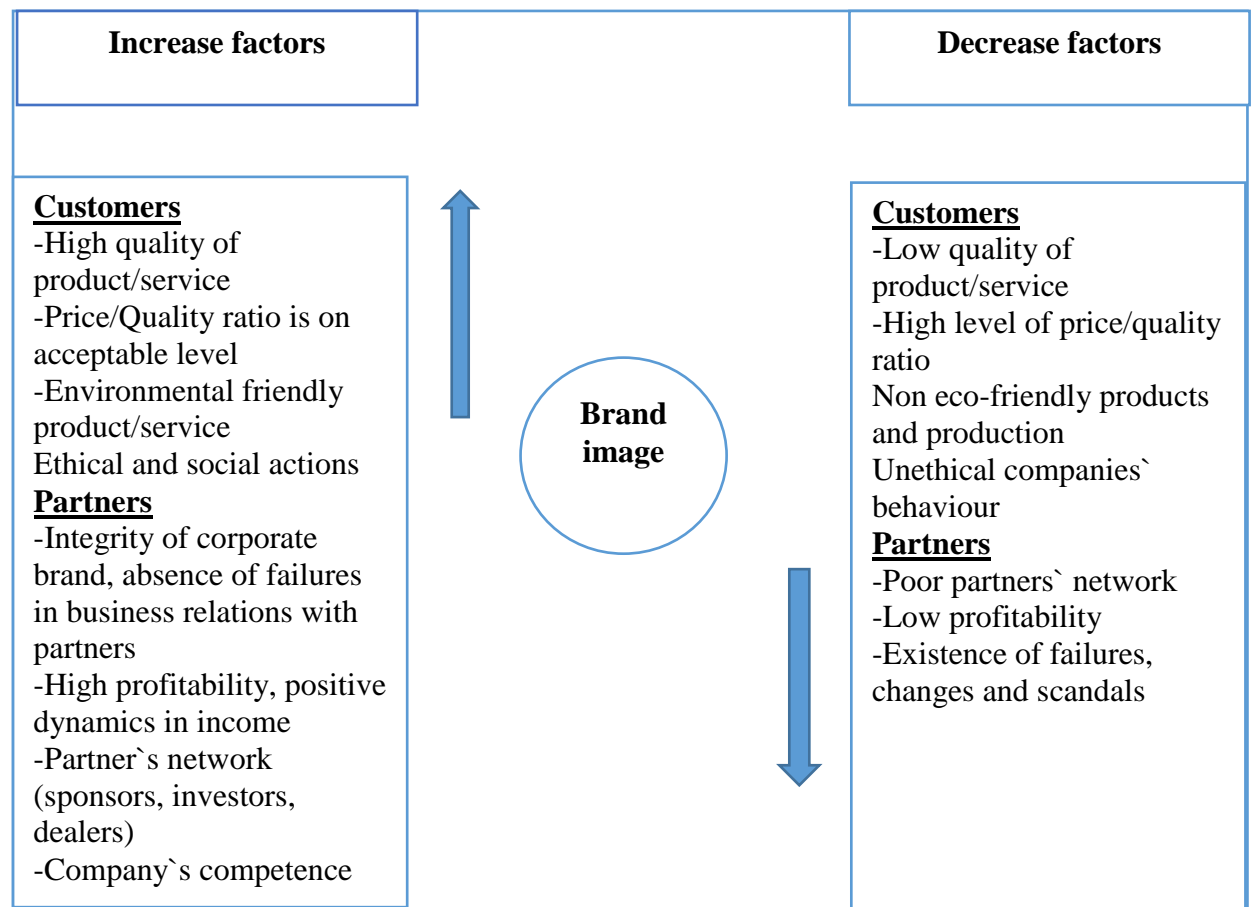 Increase factors
Decrease factors
Customers
-High quality of
product/service
-Price/Quality ratio is on
acceptable level
-Environmental friendly
product/service
Ethical and social actions
Partners
-Integrity of corporate
brand, absence of failures
in business relations with
partners
-High profitability, positive
dynamics in income
-Partner`s network
(sponsors, investors,
dealers)
-Company`s competence
Brand
image
Customers
-Low quality of
product/service
-High level of price/quality
ratio
Non eco-friendly products
and production
Unethical companies`
behaviour
Partners
-Poor partners` network
-Low profitability
-Existence of failures,
changes and scandals